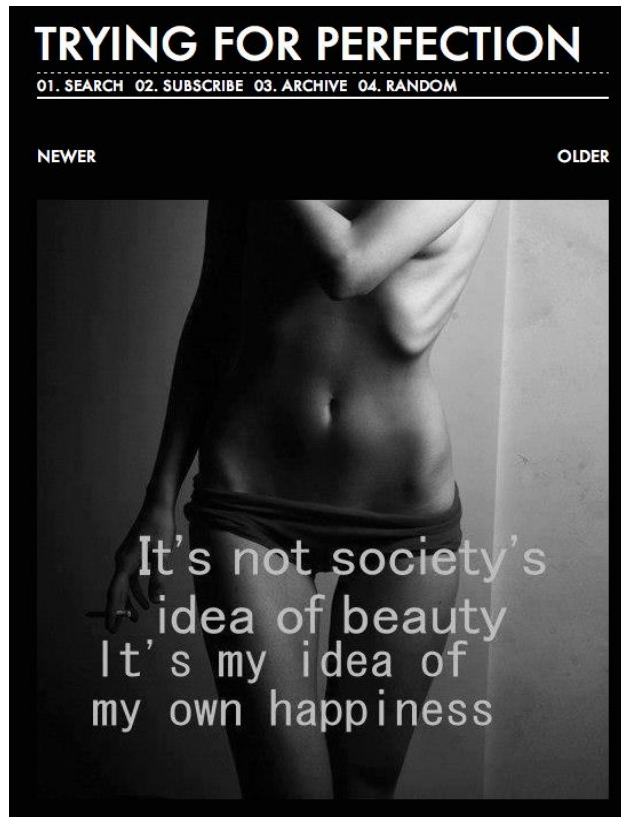 TRYING FOR PERFECTION
01. SEARCH 02. SUBSCRIBE 03. ARCHIVE 04. RANDOM
NEWER OLDER
It's not society's
idea of beauty
It's my idea of
my own happiness